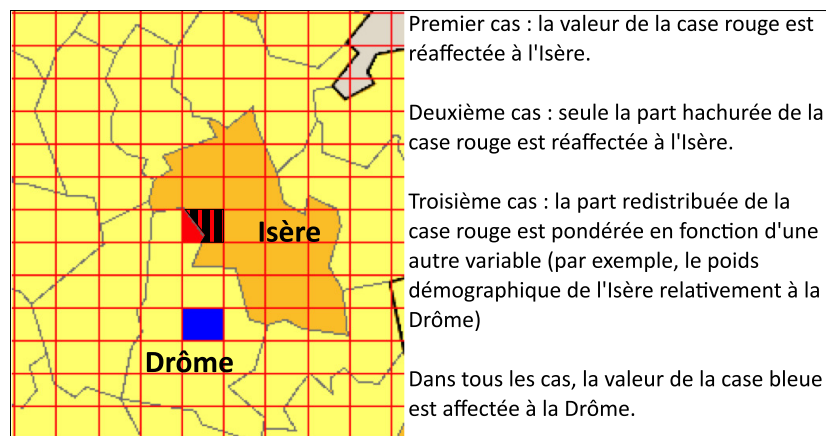 Premier cas : la valeur de la case rouge est
réaffectée à l'Isère.
Deuxième cas : seule la part hachurée de la
case rouge est réaffectée à l'Isère.
Troisième cas : la part redistribuée de la
case rouge est pondérée en fonction d'une
autre variable (par exemple, le poids
démographique de l'Isère relativement à la
Drôme)
Dans tous les cas, la valeur de la case bleue
est affectée à la Drôme.
Isère
Drôme